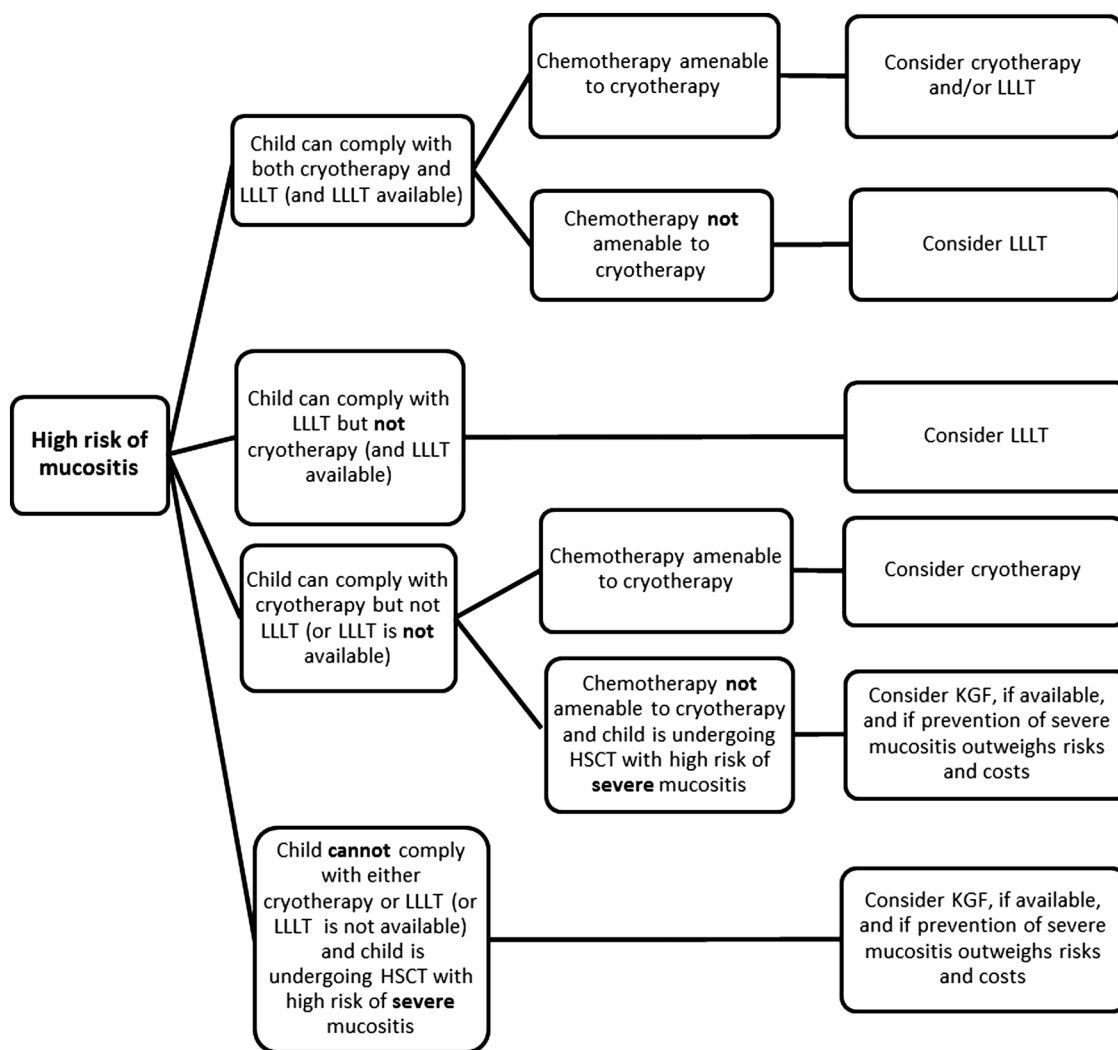 High risk of
mucositis
Child can comply with
both cryotherapy and
LLLT (and LLLT available)
Chemotherapy amenable
to cryotherapy
Consider cryotherapy
and/or LLLT
Chemotherapy not
amenable to
cryotherapy
Consider LLLT
Child can comply with
LLLT but not
cryotherapy (and LLLT
available)
Consider LLLT
Child can comply with
cryotherapy but not
LLLT (or LLLT is not
available)
Chemotherapy amenable
to cryotherapy
Consider cryotherapy
Chemotherapy not
amenable to cryotherapy
and child is undergoing
HSCT with high risk of
severe mucositis
Consider KGF, if available,
and if prevention of severe
mucositis outweighs risks
and costs
Child cannot comply
with either
cryotherapy or LLLT (or
LLLT is not available)
and child is
undergoing HSCT with
high risk of severe
mucositis
Consider KGF, if available,
and if prevention of severe
mucositis outweighs risks
and costs